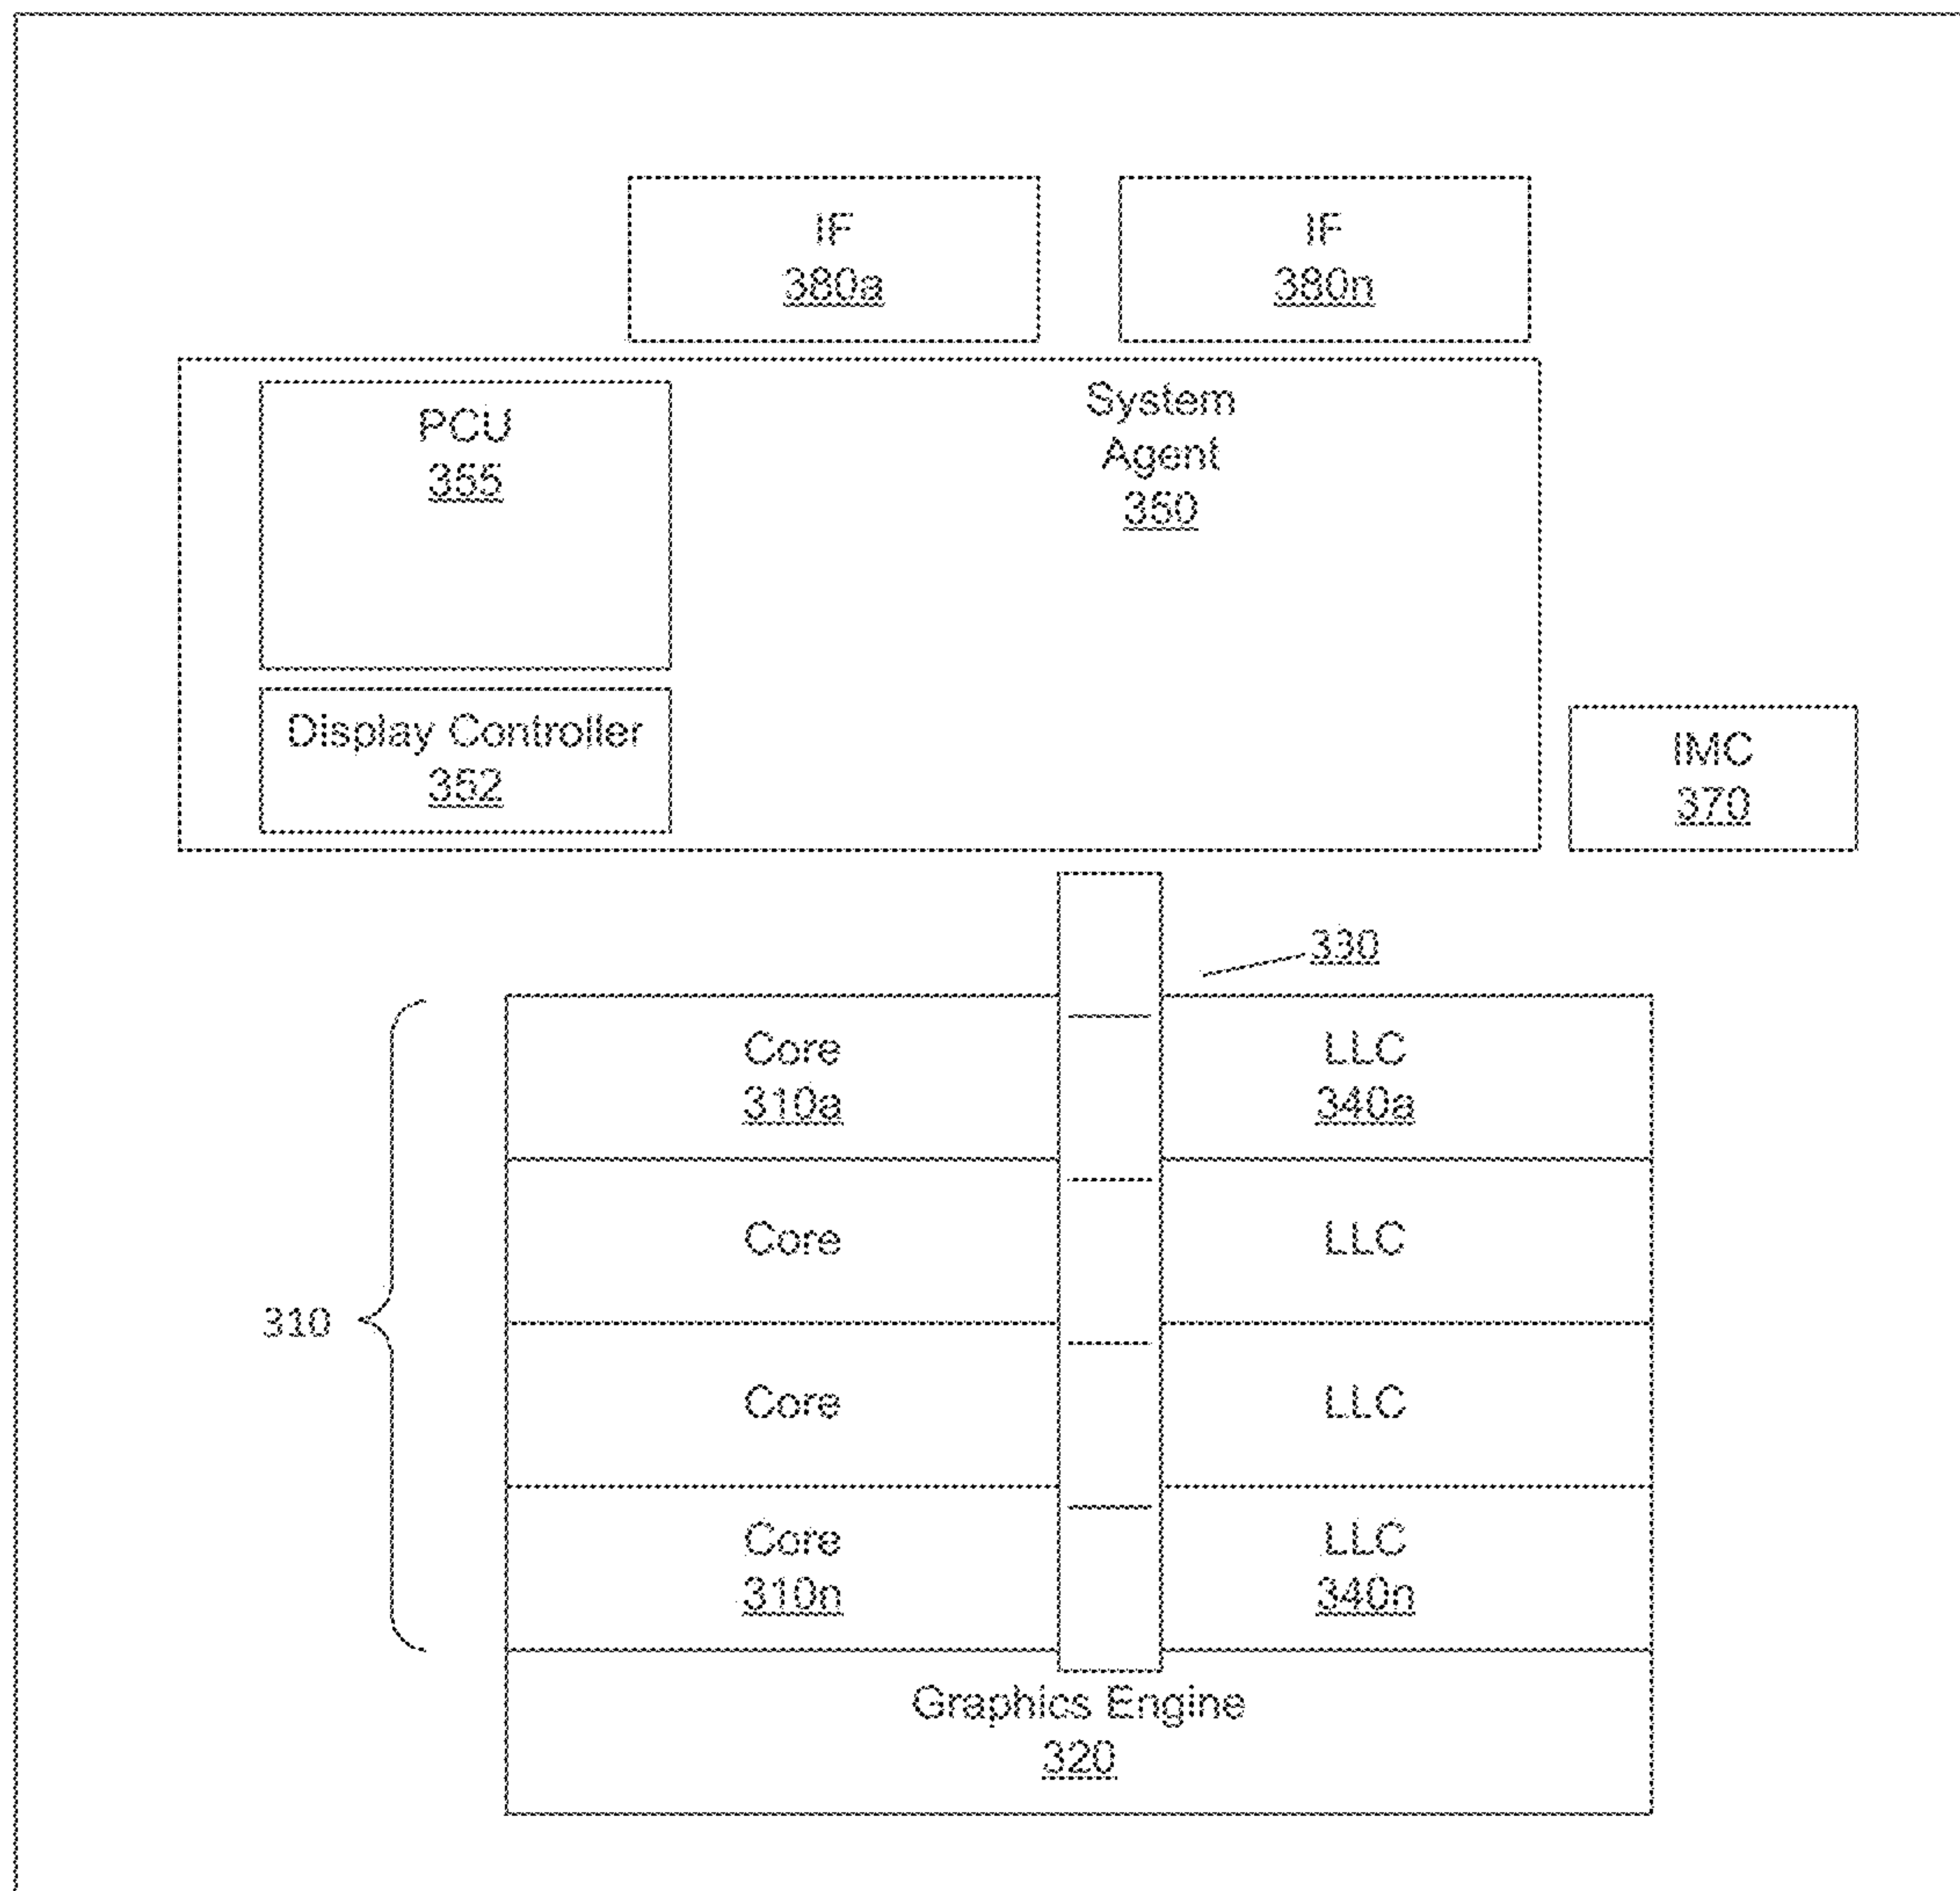 IF
380a
IF
380n
PCU
355
System
Agent
350
Display Controller
352
IMC
370
330
Core
310a
LLC
340a
Core
LLC
310
Core
LLC
Core
310n
LLC
340n
Graphics Engine
320